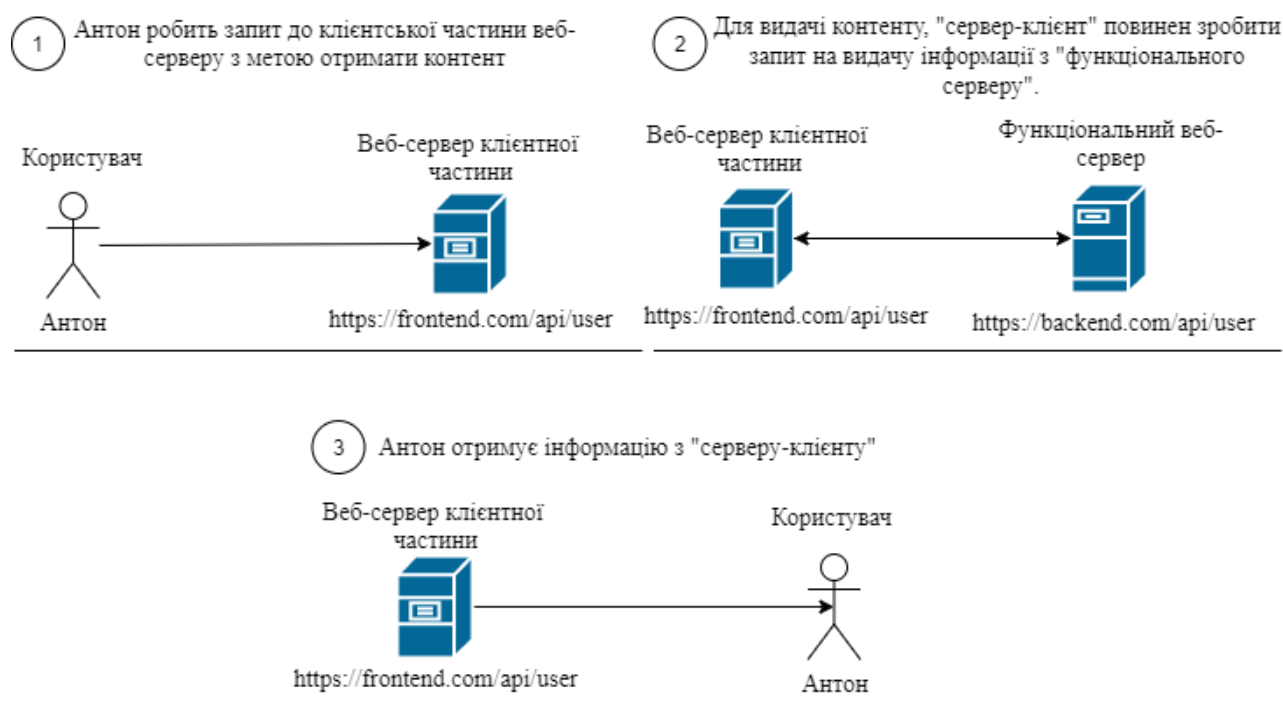 1
Антон робить запит до клієнтської частини веб-
серверу з метою отримати контент
Користувач
Веб-сервер клієнтної
частини
Антон
https://frontend.com/api/user
2
Для видачі контенту, "сервер-клієнт" повинен зробити
запит на видачу інформації з "функціонального
серверу".
Веб-сервер клієнтної
частини
Функціональний веб-
сервер
https://frontend.com/api/user
https://backend.com/api/user
3
Антон отримує інформацію з "серверу-клієнту"
Веб-сервер клієнтної
частини
Користувач
https://frontend.com/api/user
Антон